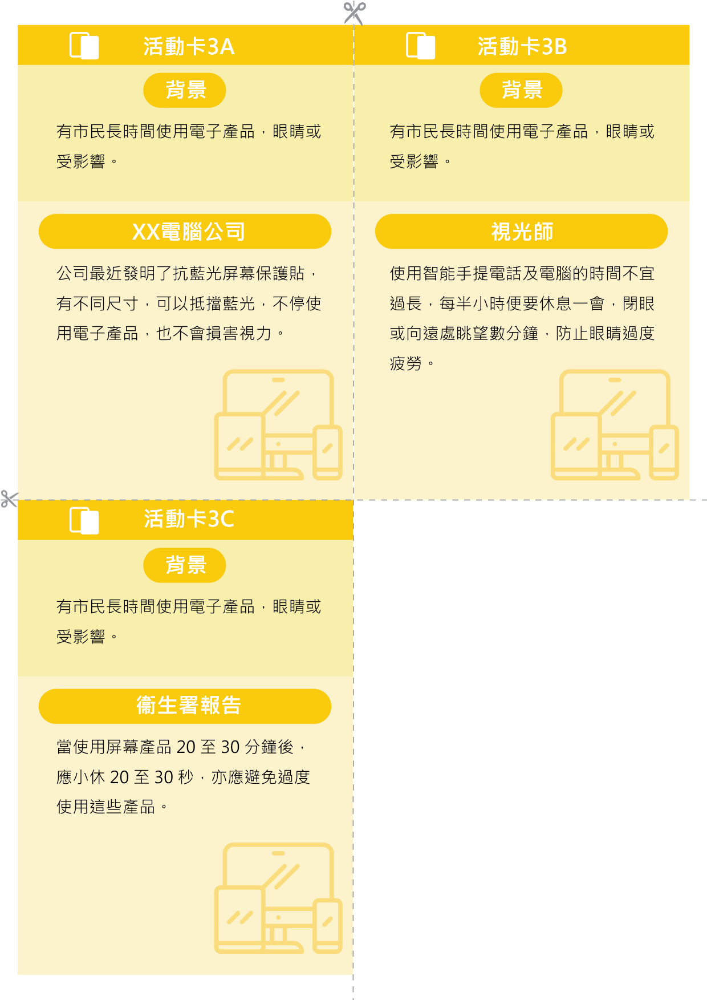 活動卡3A
背景
有市民長時間使用電子產品，眼睛或
受影響。
XX電腦公司
公司最近發明了抗藍光屏幕保護貼，
有不同尺寸，可以抵擋藍光，不停使
用電子產品，也不會損害視力。
活動卡3B
背景
有市民長時間使用電子產品，眼睛或
受影響。
視光師
使用智能手提電話及電腦的時間不宜
過長，每半小時便要休息一會，閉眼
或向遠處眺望數分鐘，防止眼睛過度
疲勞。
活動卡3C
背景
有市民長時間使用電子產品，眼睛或
受影響。
衞生署報告
當使用屏幕產品 20 至 30 分鐘後，
應小休 20 至 30 秒，亦應避免過度
使用這些產品。